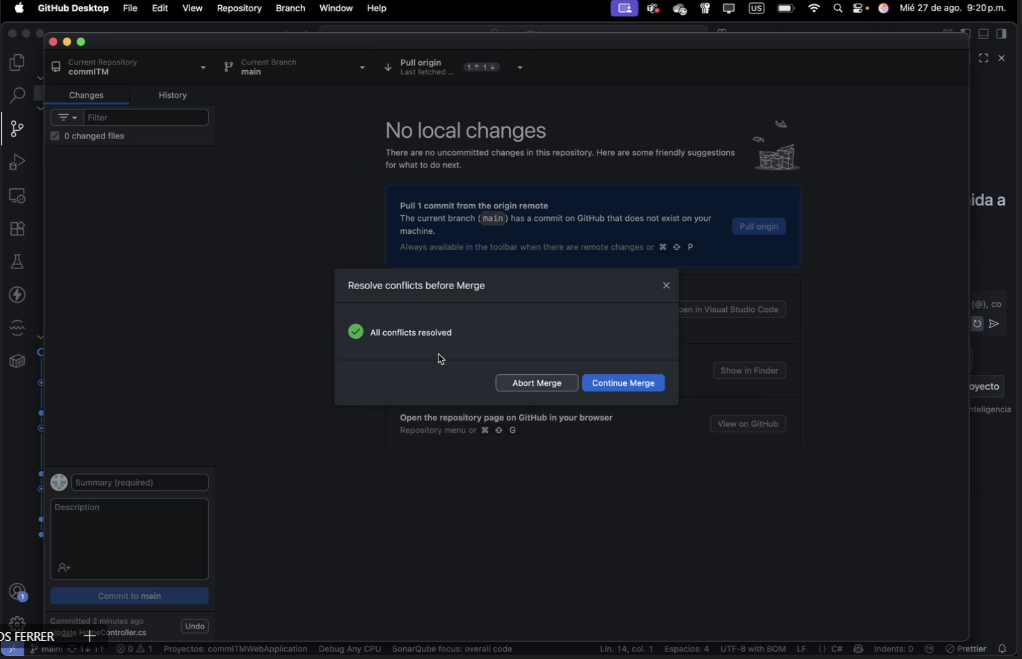 GitHub Desktop File Edit View Repository Branch Window Help US Mié 27 de ago. 9:20 p.m.
Current Repository
commITM
Current Branch
main
Pull origin
Last fetched ...
1 1
Changes
History
Filter
0 changed files
No local changes
There are no uncommitted changes in this repository. Here are some friendly suggestions
for what to do next.
Pull 1 commit from the origin remote
The current branch (main) has a commit on GitHub that does not exist on your
machine.
Always available in the toolbar when there are remote changes or ⌘ ⇧ P
Pull origin
ida a
Resolve conflicts before Merge
All conflicts resolved
Abort Merge
Continue Merge
pen in Visual Studio Code
(@), co
Show in Finder
oyecto
nteligencia
Open the repository page on GitHub in your browser
Repository menu or ⌘ ⇧ G
View on GitHub
Summary (required)
Description
Commit to main
Committed 2 minutes ago
Update HomeController.cs
Undo
1
OS FERRER
main! 1↓ 1↑ 0 1 Proyectos: commITMWebApplication Debug Any CPU SonarQube focus: overall code Lín. 14, col. 1 Espacios: 4 UTF-8 with BOM LF {} C# Indents: 0 Prettier